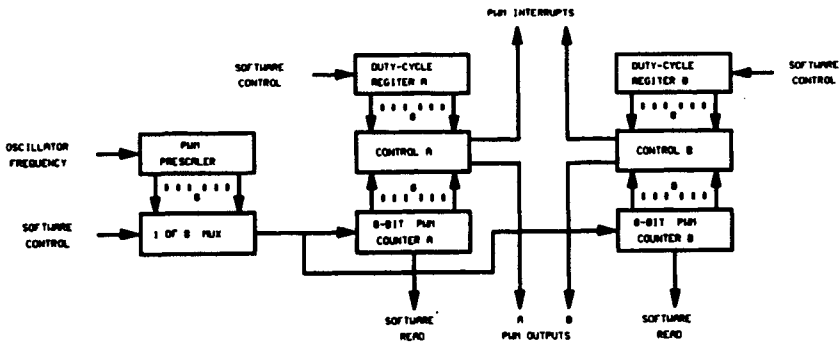 PWM INTERRUPTS
SOFTWARE
CONTROL
DUTY-CYCLE
REGITER A
DUTY-CYCLE
REGITER B
SOFTWARE
CONTROL
8
8
OSCILLATOR
FREQUENCY
PWM
PRESCALER
CONTROL A
CONTROL B
8
8
8
SOFTWARE
CONTROL
1 OF 8 MUX
8-BIT PWM
COUNTER A
8-BIT PWM
COUNTER B
SOFTWARE
READ
A
B
PWM OUTPUTS
SOFTWARE
READ